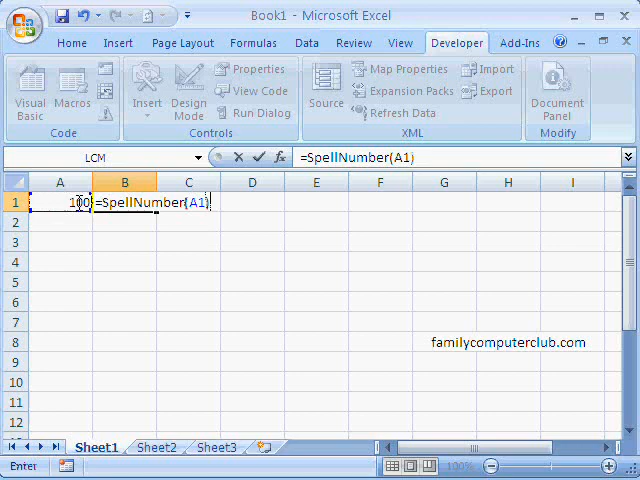 Book1 - Microsoft Excel
Home Insert Page Layout Formulas Data Review View Developer Add-Ins
Visual Basic
Macros
Code
Insert
Design Mode
Properties
View Code
Run Dialog
Controls
Source
Map Properties
Expansion Packs
Refresh Data
Import
Export
XML
Document Panel
Modify
LCM
fx
=SpellNumber(A1)
A B C D E F G H I
1 100 =SpellNumber(A1)
2
3
4
5
6
7
8 familycomputerclub.com
9
10
11
12
Sheet1 Sheet2 Sheet3
Enter 100%